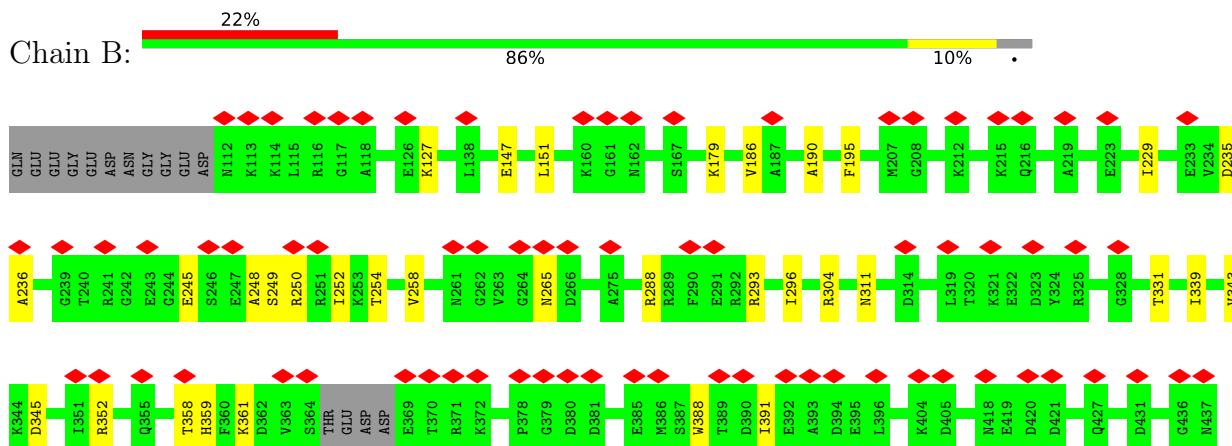 22%
Chain B:
86% 10% •
GLN GLU GLU GLY GLU ASP ASN GLY GLY GLU ASP N112 K113 K114 L115 R116 G117 A118 E126 K127 L138 E147 L151 K160 G161 N162 S167 K179 V186 A187 A190 F195 M207 G208 K212 K215 Q216 A219 E223 I229 E233 V234 D235
A236 G239 T240 R241 G242 E243 G244 E245 S246 E247 A248 S249 R250 R251 I252 K253 T254 V258 N261 G262 V263 G264 N265 D266 A275 R288 R289 F290 E291 R292 R293 I296 R304 N311 D314 L319 T320 K321 E322 D323 Y324 R325 G328 T331 I339
K344 D345 I351 R352 Q355 T358 H359 F360 K361 D362 V363 S364 THR GLU ASP ASP E369 T370 R371 K372 P378 G379 D380 D381 E385 M386 S387 W388 T389 D390 I391 E392 A393 D394 E395 L396 K404 D405 N418 E419 D420 D421 Q427 D431 G436 N437